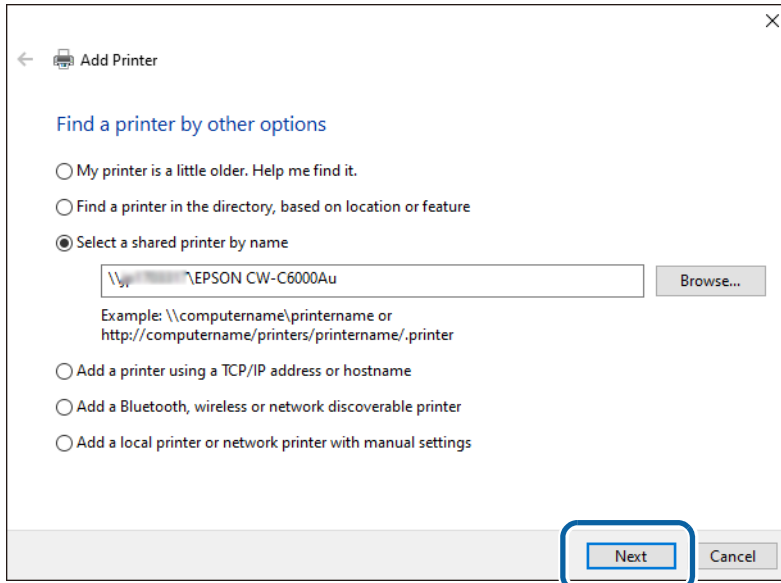 Add Printer
Find a printer by other options
My printer is a little older. Help me find it.
Find a printer in the directory, based on location or feature
Select a shared printer by name
\\ \EPSON CW-C6000Au
Browse...
Example: \\computername\printername or
http://computername/printers/printername/.printer
Add a printer using a TCP/IP address or hostname
Add a Bluetooth, wireless or network discoverable printer
Add a local printer or network printer with manual settings
Next
Cancel